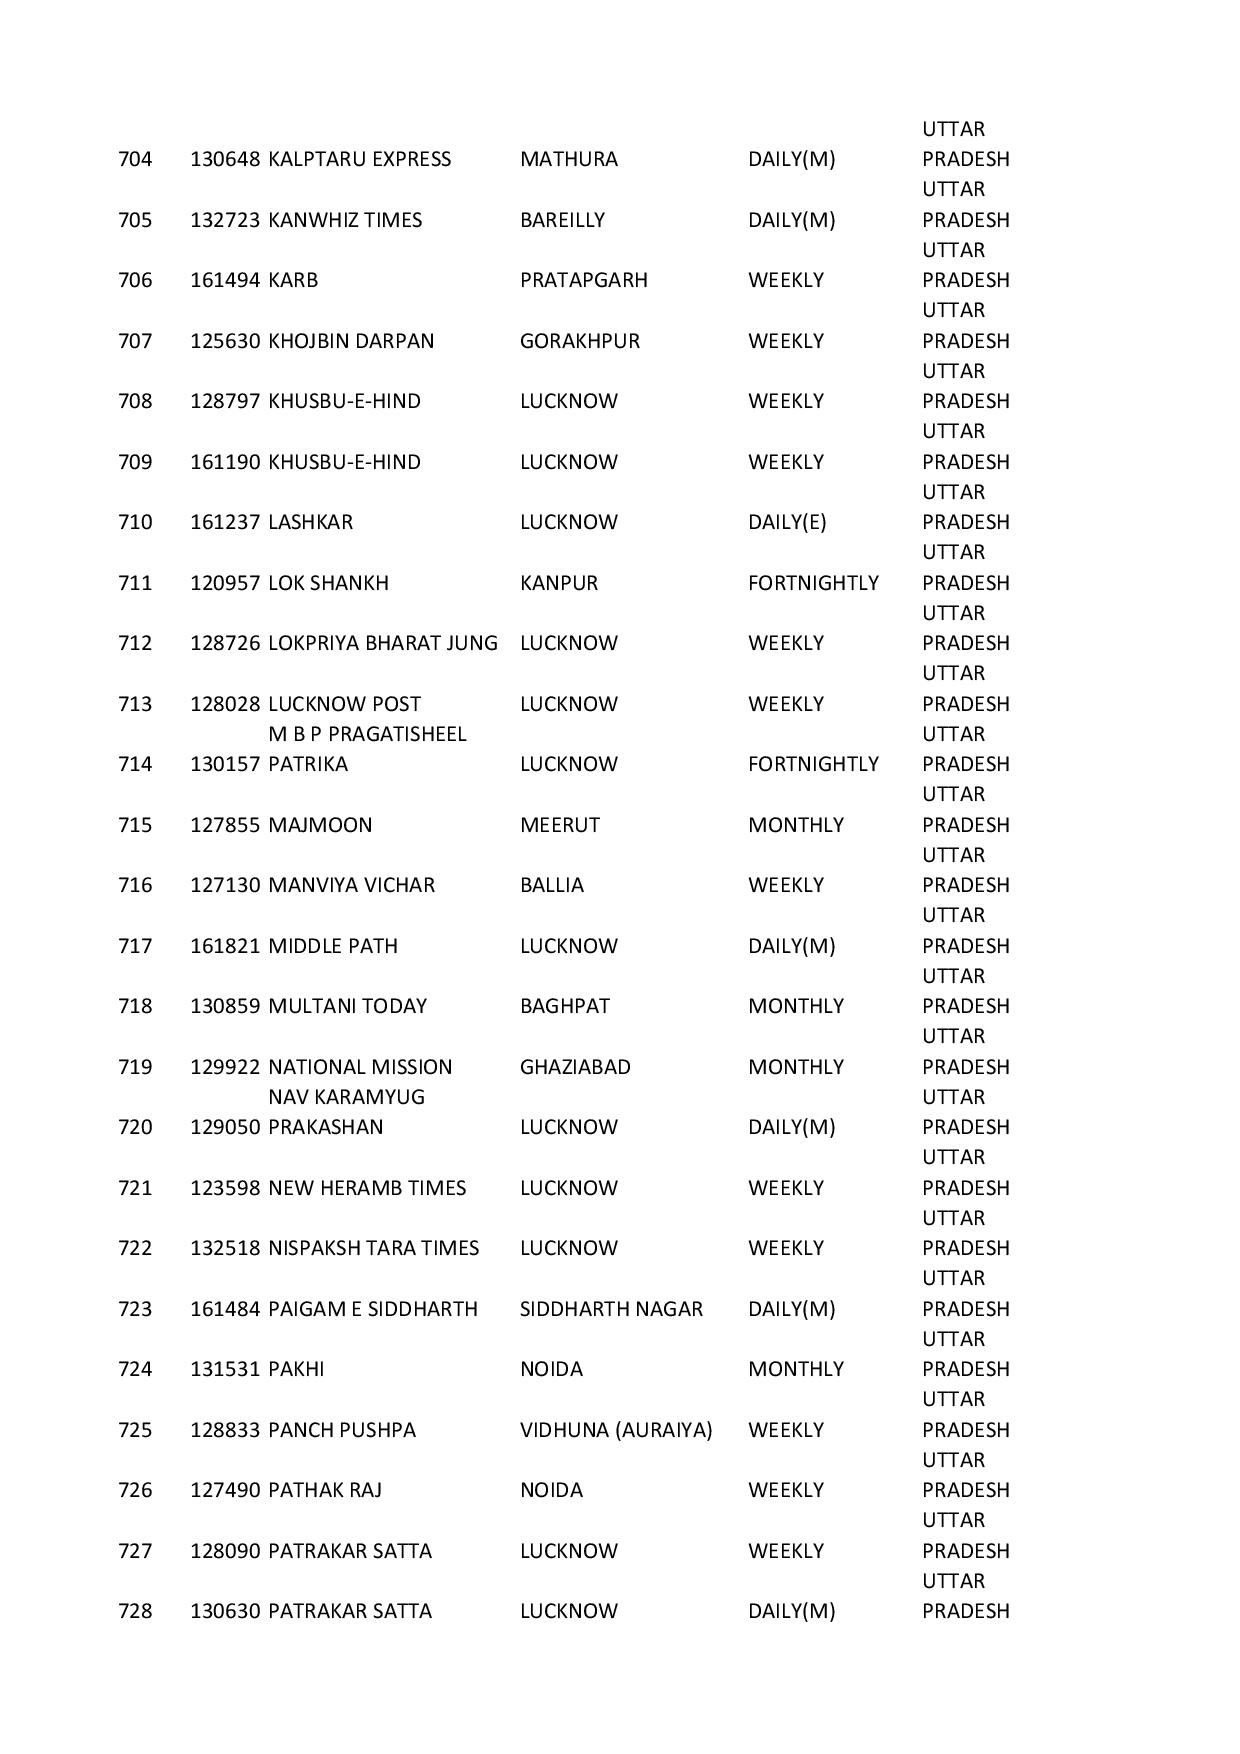 UTTAR
704 130648 KALPTARU EXPRESS MATHURA DAILY(M) PRADESH
UTTAR
705 132723 KANWHIZ TIMES BAREILLY DAILY(M) PRADESH
UTTAR
706 161494 KARB PRATAPGARH WEEKLY PRADESH
UTTAR
707 125630 KHOJBIN DARPAN GORAKHPUR WEEKLY PRADESH
UTTAR
708 128797 KHUSBU-E-HIND LUCKNOW WEEKLY PRADESH
UTTAR
709 161190 KHUSBU-E-HIND LUCKNOW WEEKLY PRADESH
UTTAR
710 161237 LASHKAR LUCKNOW DAILY(E) PRADESH
UTTAR
711 120957 LOK SHANKH KANPUR FORTNIGHTLY PRADESH
UTTAR
712 128726 LOKPRIYA BHARAT JUNG LUCKNOW WEEKLY PRADESH
UTTAR
713 128028 LUCKNOW POST LUCKNOW WEEKLY PRADESH
M B P PRAGATISHEEL UTTAR
714 130157 PATRIKA LUCKNOW FORTNIGHTLY PRADESH
UTTAR
715 127855 MAJMOON MEERUT MONTHLY PRADESH
UTTAR
716 127130 MANVIYA VICHAR BALLIA WEEKLY PRADESH
UTTAR
717 161821 MIDDLE PATH LUCKNOW DAILY(M) PRADESH
UTTAR
718 130859 MULTANI TODAY BAGHPAT MONTHLY PRADESH
UTTAR
719 129922 NATIONAL MISSION GHAZIABAD MONTHLY PRADESH
NAV KARAMYUG UTTAR
720 129050 PRAKASHAN LUCKNOW DAILY(M) PRADESH
UTTAR
721 123598 NEW HERAMB TIMES LUCKNOW WEEKLY PRADESH
UTTAR
722 132518 NISPAKSH TARA TIMES LUCKNOW WEEKLY PRADESH
UTTAR
723 161484 PAIGAM E SIDDHARTH SIDDHARTH NAGAR DAILY(M) PRADESH
UTTAR
724 131531 PAKHI NOIDA MONTHLY PRADESH
UTTAR
725 128833 PANCH PUSHPA VIDHUNA (AURAIYA) WEEKLY PRADESH
UTTAR
726 127490 PATHAK RAJ NOIDA WEEKLY PRADESH
UTTAR
727 128090 PATRAKAR SATTA LUCKNOW WEEKLY PRADESH
UTTAR
728 130630 PATRAKAR SATTA LUCKNOW DAILY(M) PRADESH